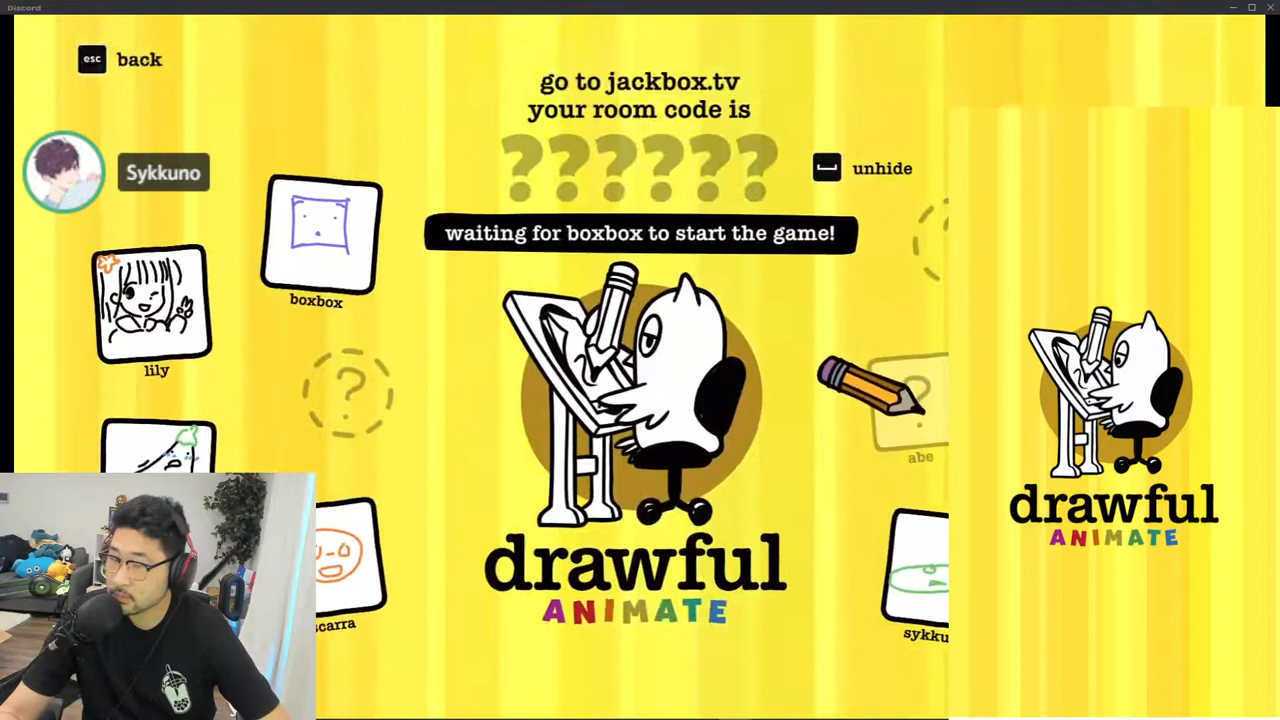 Discord
esc back
go to jackbox.tv
your room code is
??????
unhide
Sykkuno
waiting for boxbox to start the game!
boxbox
lily
abe
scarra
sykku
drawful
ANIMATE
drawful
ANIMATE